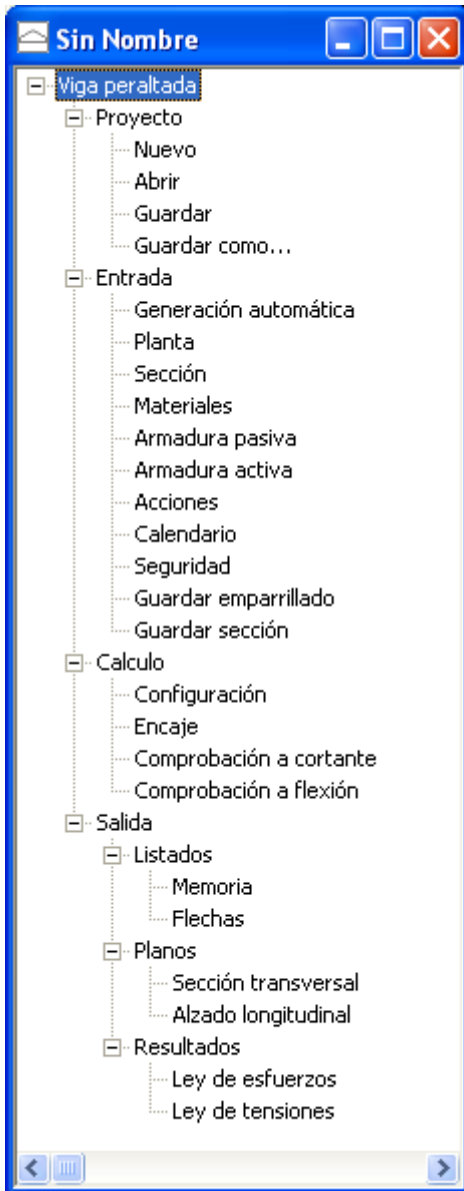 Sin Nombre
Viga peraltada
Proyecto
Nuevo
Abrir
Guardar
Guardar como...
Entrada
Generación automática
Planta
Sección
Materiales
Armadura pasiva
Armadura activa
Acciones
Calendario
Seguridad
Guardar emparrillado
Guardar sección
Calculo
Configuración
Encaje
Comprobación a cortante
Comprobación a flexión
Salida
Listados
Memoria
Flechas
Planos
Sección transversal
Alzado longitudinal
Resultados
Ley de esfuerzos
Ley de tensiones